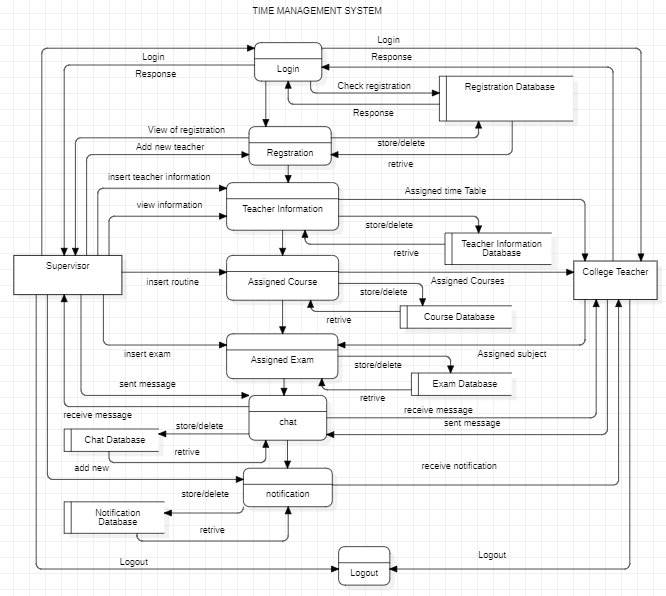 TIME MANAGEMENT SYSTEM
Login
Login
Response
Response
Login
Check registration
Registration Database
Response
View of registration
store/delete
Add new teacher
Regstration
retrive
insert teacher information
Assigned time Table
view information
Teacher Information
store/delete
Teacher Information
Database
retrive
Supervisor
College Teacher
insert routine
Assigned Course
Assigned Courses
store/delete
retrive
Course Database
insert exam
Assigned Exam
Assigned subject
store/delete
sent message
Exam Database
retrive
receive message
receive message
chat
sent message
store/delete
Chat Database
retrive
add new
receive notification
store/delete
notification
Notification
Database
retrive
Logout
Logout
Logout